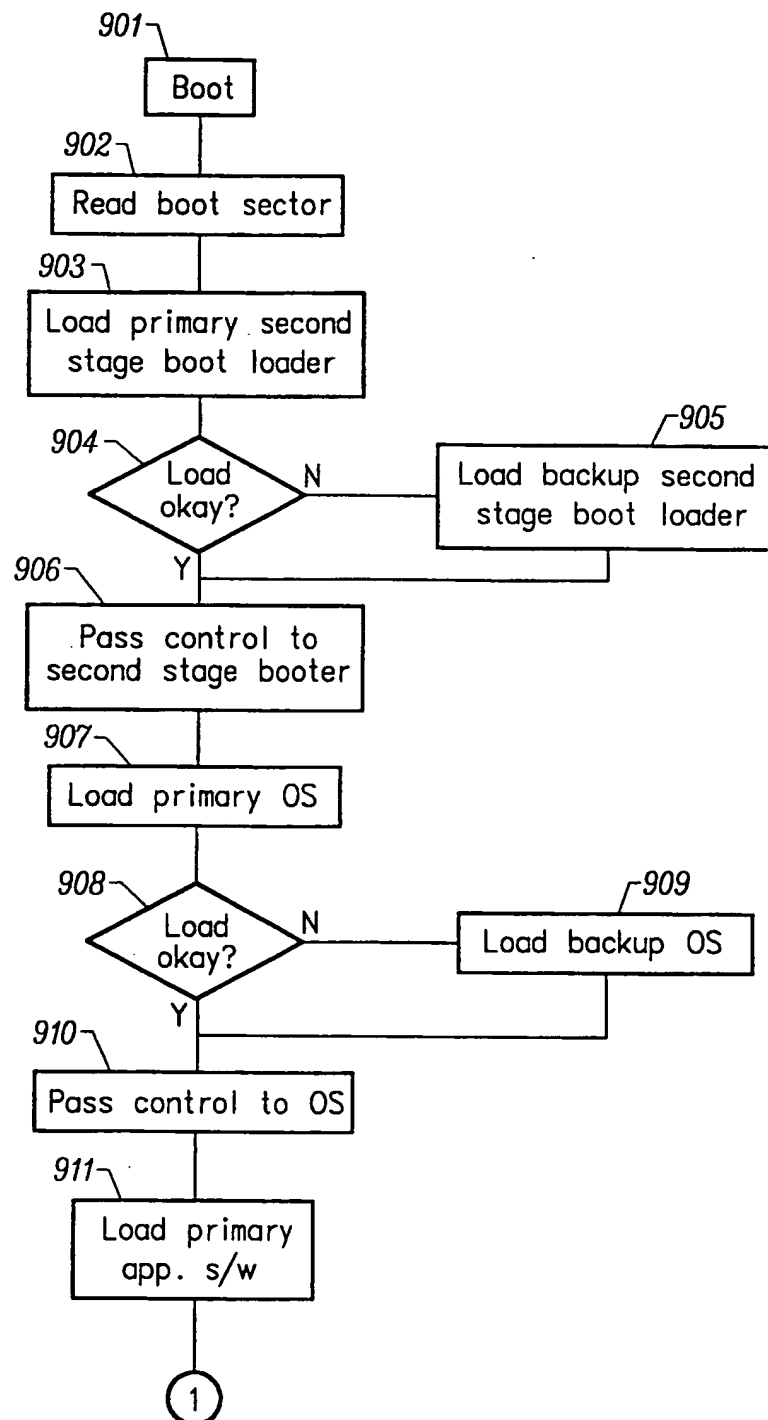 901
Boot
902
Read boot sector
903
Load primary second
stage boot loader
904
Load
okay?
N
Y
905
Load backup second
stage boot loader
906
Pass control to
second stage booter
907
Load primary OS
908
Load
okay?
N
Y
909
Load backup OS
910
Pass control to OS
911
Load primary
app. s/w
1